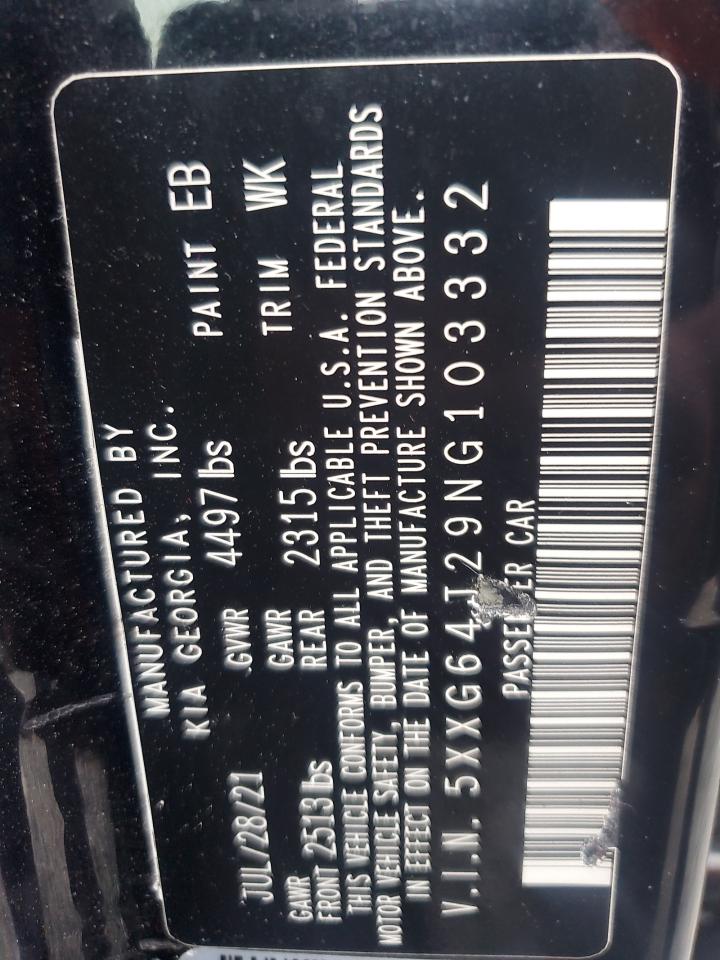 MANUFACTURED BY
KIA GEORGIA, INC.
PAINT EB
JUL/28/21 GVWR 4497 lbs
TRIM WK
GAWR FRONT 2513 lbs GAWR REAR 2315 lbs
THIS VEHICLE CONFORMS TO ALL APPLICABLE U.S.A. FEDERAL
MOTOR VEHICLE SAFETY, BUMPER, AND THEFT PREVENTION STANDARDS
IN EFFECT ON THE DATE OF MANUFACTURE SHOWN ABOVE.
V.I.N. 5XXG64J29NG103332
PASSENGER CAR